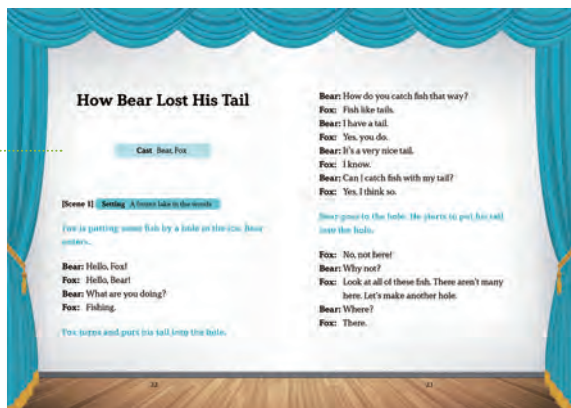 How Bear Lost His Tail
Cast Bear, Fox
[Scene 1] Setting A frozen lake in the woods
Fox is putting some fish by a hole in the ice. Bear
enters.
Bear: Hello, Fox!
Fox: Hello, Bear!
Bear: What are you doing?
Fox: Fishing.
Fox turns and puts his tail into the hole.
Bear: How do you catch fish that way?
Fox: Fish like tails.
Bear: I have a tail.
Fox: Yes, you do.
Bear: It's a very nice tail.
Fox: I know.
Bear: Can I catch fish with my tail?
Fox: Yes, I think so.
Bear goes to the hole. He starts to put his tail
into the hole.
Fox: No, not here!
Bear: Why not?
Fox: Look at all of these fish. There aren't many
here. Let's make another hole.
Bear: Where?
Fox: There.